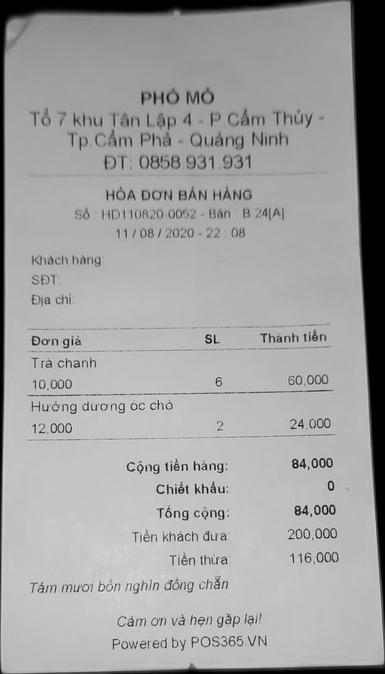 PHỐ MỎ
Tổ 7 khu Tân Lập 4 - P.Cẩm Thủy -
Tp.Cẩm Phả - Quảng Ninh
ĐT: 0858.931.931
HÓA ĐƠN BÁN HÀNG
Số : HD110820-0052 - Bàn : B 24[A]
11 / 08 / 2020 - 22 : 08
Khách hàng:
SĐT:
Địa chỉ:
Đơn giá SL Thành tiền
Trà chanh
10,000 6 60,000
Hướng dương óc chó
12,000 2 24,000
Cộng tiền hàng: 84,000
Chiết khấu: 0
Tổng cộng: 84,000
Tiền khách đưa: 200,000
Tiền thừa: 116,000
Tám mươi bốn nghìn đồng chẵn
Cảm ơn và hẹn gặp lại!
Powered by POS365.VN